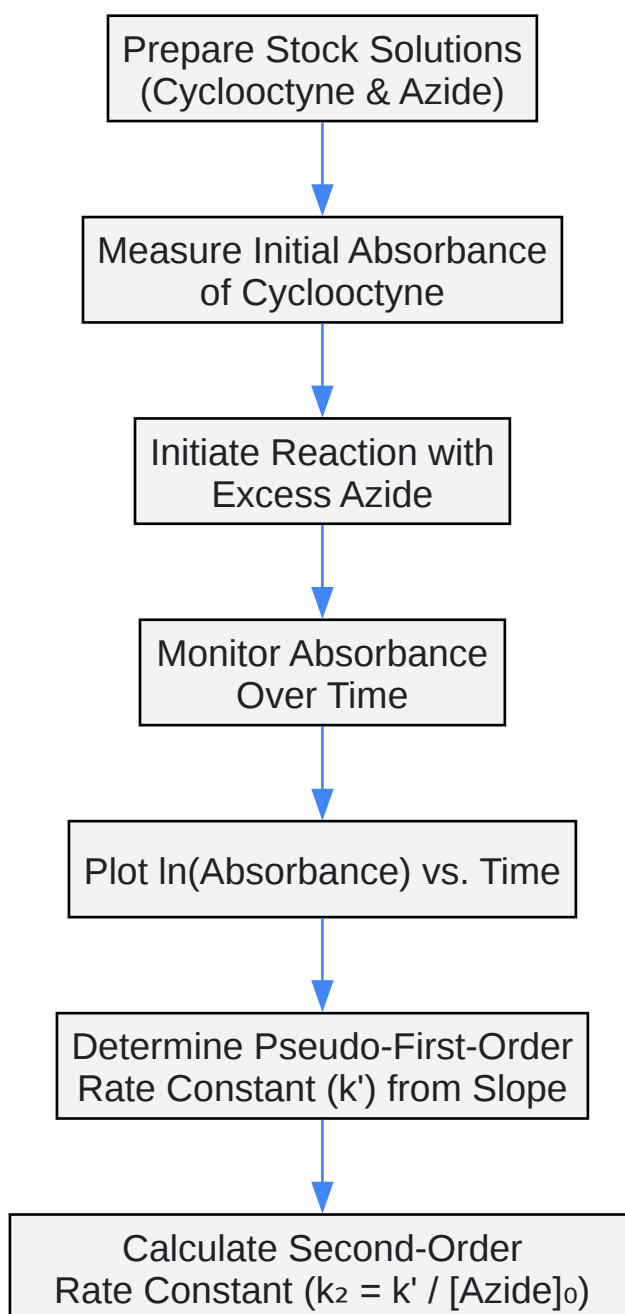 Prepare Stock Solutions
(Cyclooctyne & Azide)
Measure Initial Absorbance
of Cyclooctyne
Initiate Reaction with
Excess Azide
Monitor Absorbance
Over Time
Plot ln(Absorbance) vs. Time
Determine Pseudo-First-Order
Rate Constant (k') from Slope
Calculate Second-Order
Rate Constant (k₂ = k' / [Azide]₀)